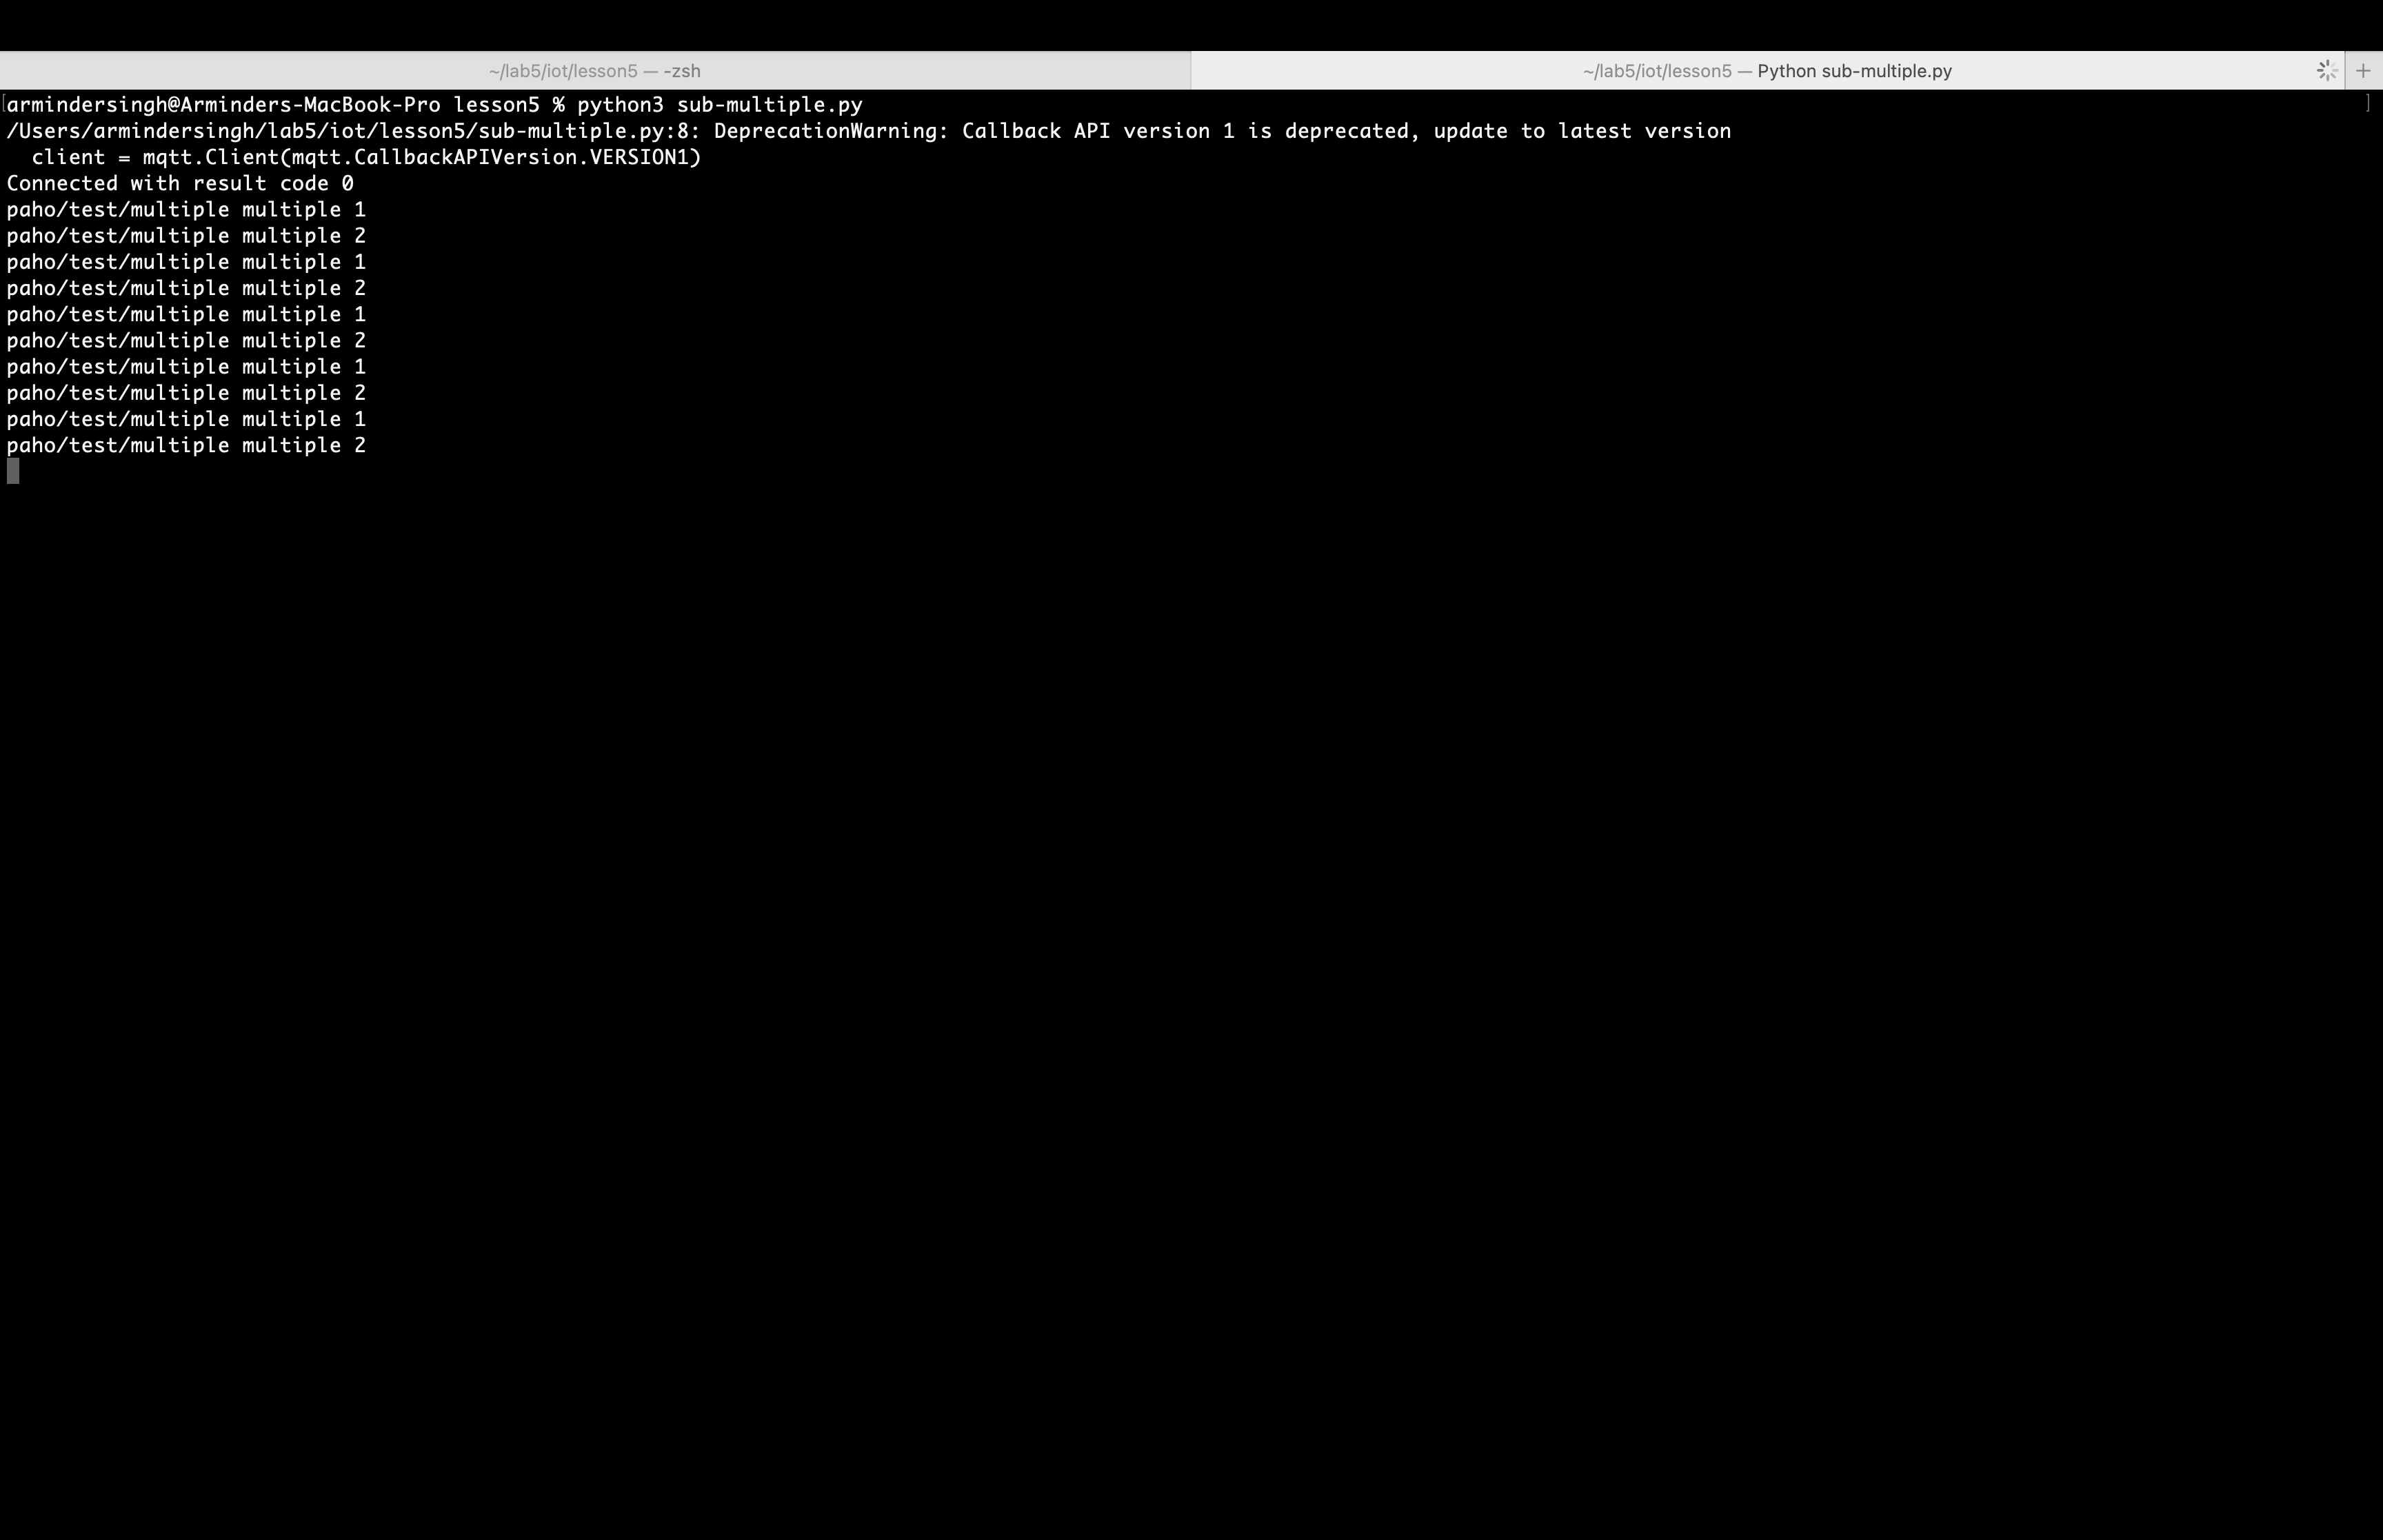 ~/lab5/iot/lesson5 — -zsh
~/lab5/iot/lesson5 — Python sub-multiple.py
+
[armindersingh@Arminders-MacBook-Pro lesson5 % python3 sub-multiple.py ]
/Users/armindersingh/lab5/iot/lesson5/sub-multiple.py:8: DeprecationWarning: Callback API version 1 is deprecated, update to latest version
  client = mqtt.Client(mqtt.CallbackAPIVersion.VERSION1)
Connected with result code 0
paho/test/multiple multiple 1
paho/test/multiple multiple 2
paho/test/multiple multiple 1
paho/test/multiple multiple 2
paho/test/multiple multiple 1
paho/test/multiple multiple 2
paho/test/multiple multiple 1
paho/test/multiple multiple 2
paho/test/multiple multiple 1
paho/test/multiple multiple 2